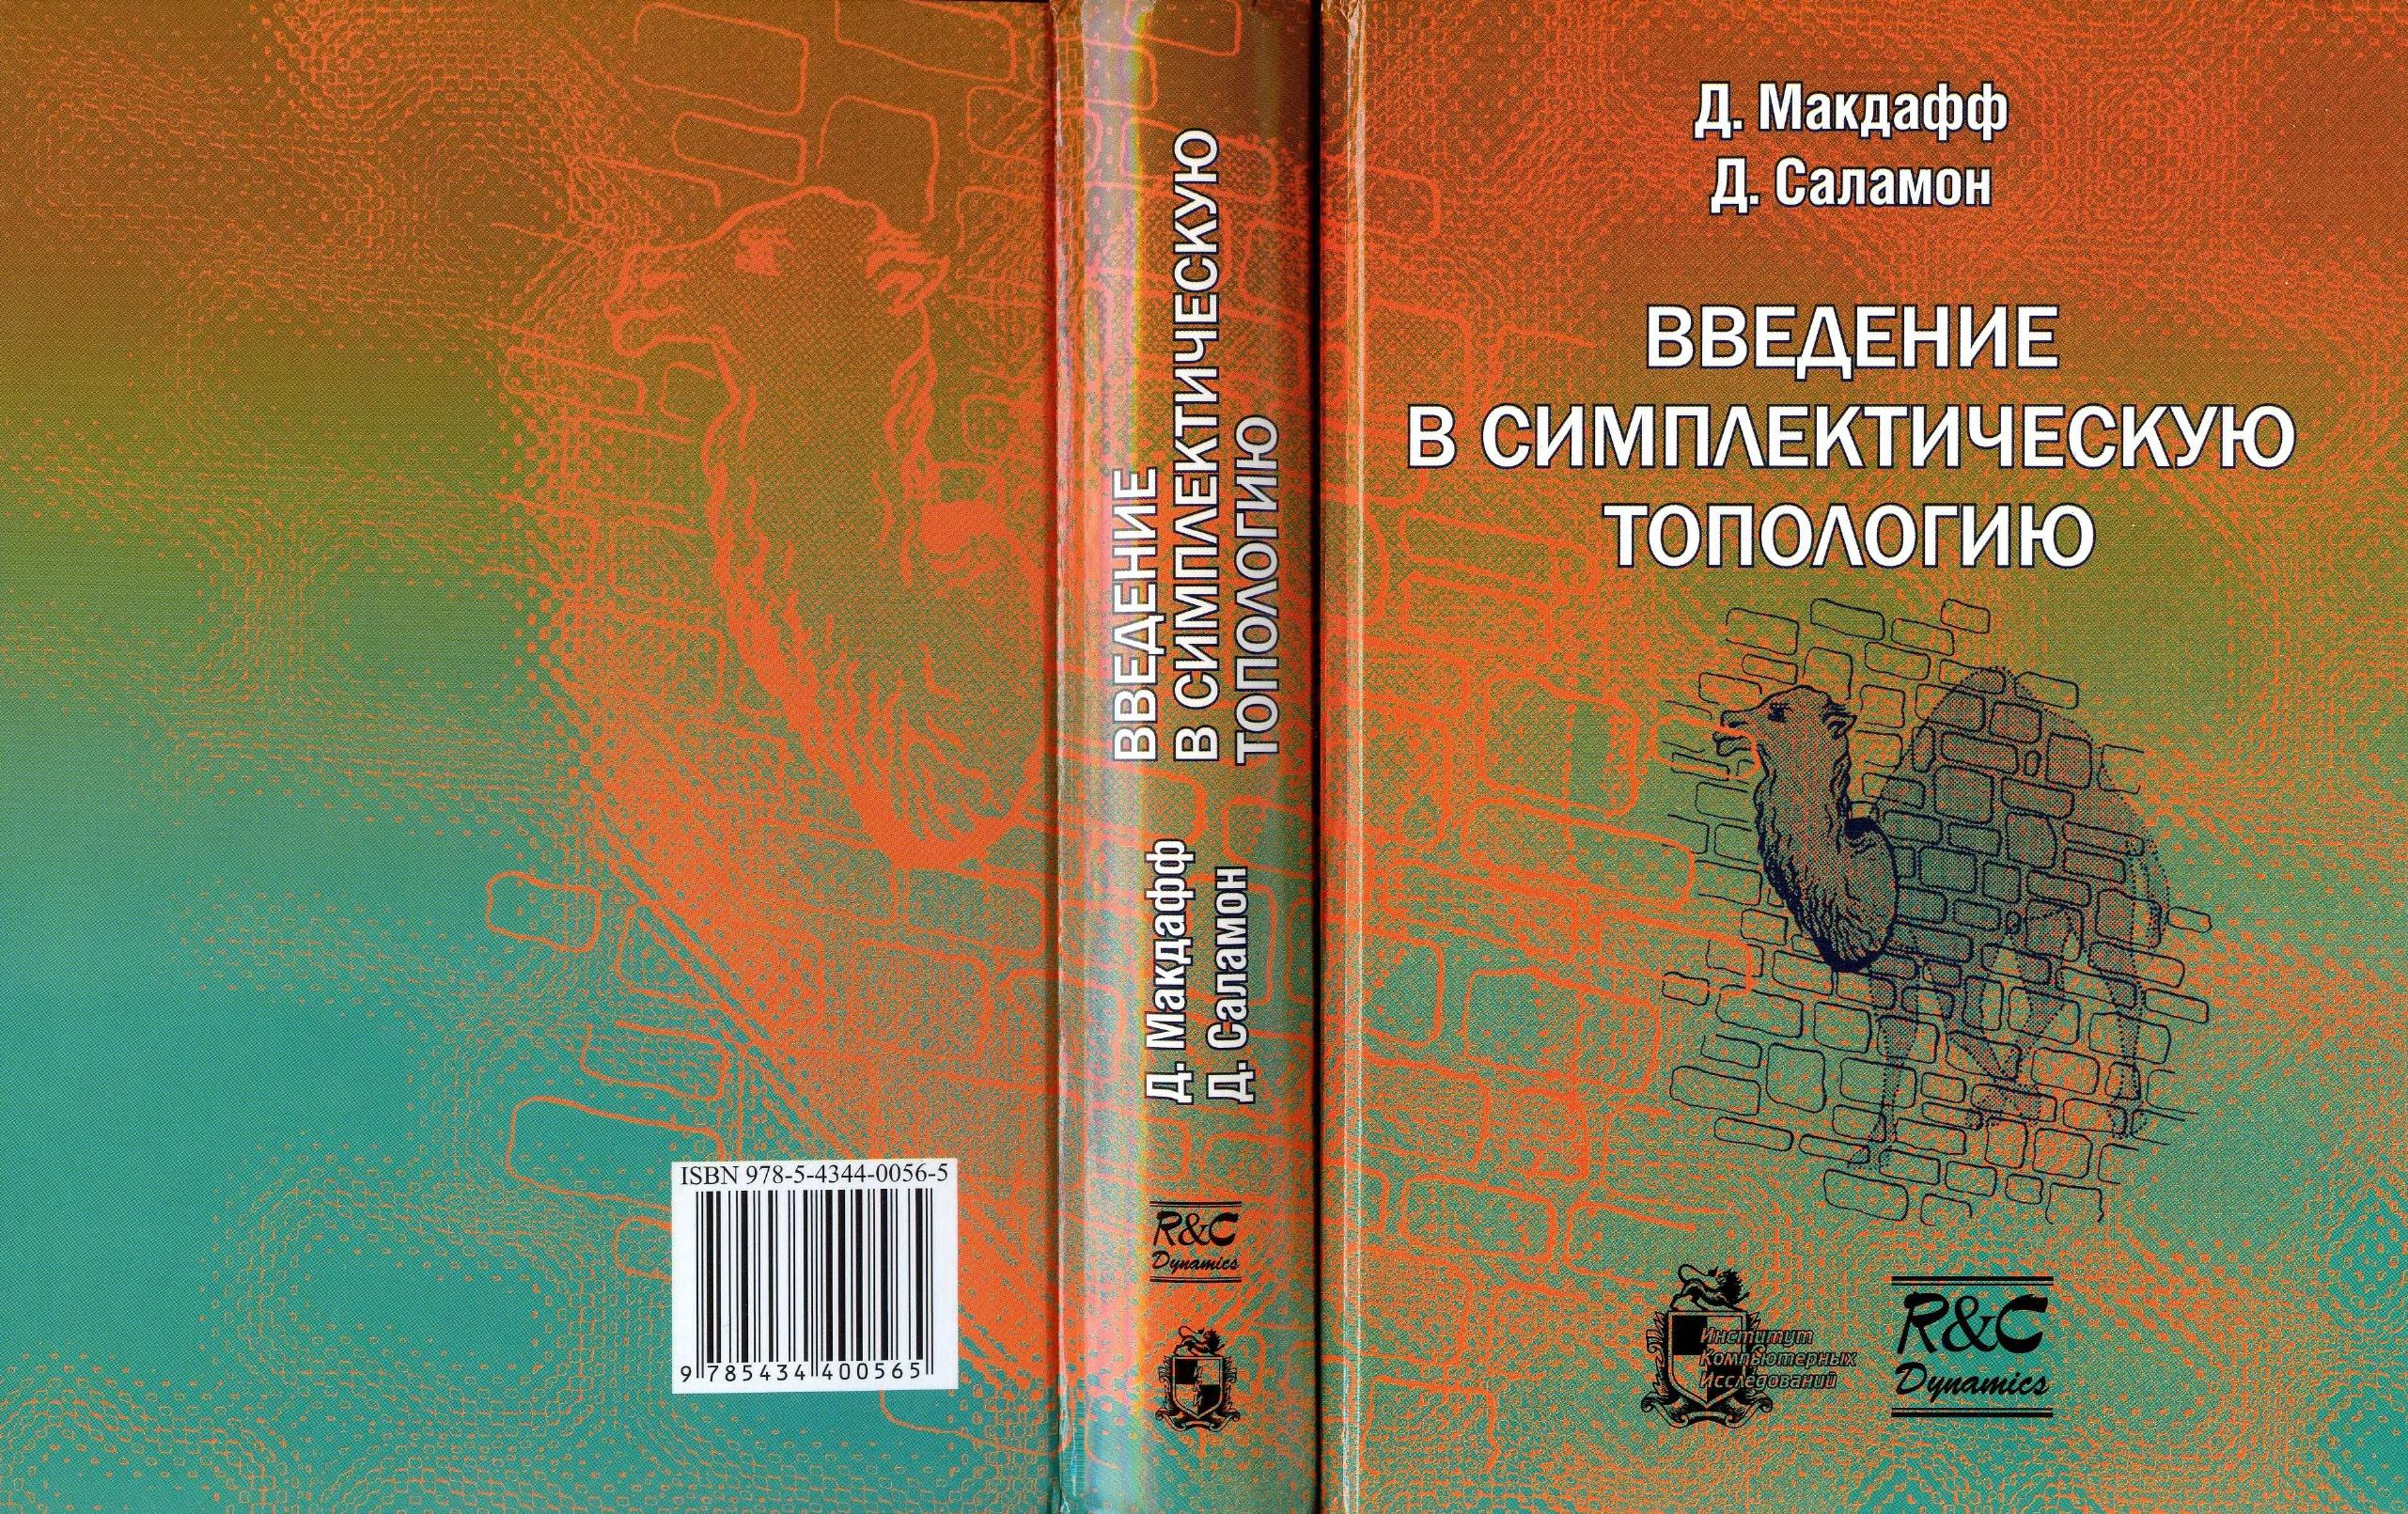 ISBN 978-5-4344-0056-5
9 785434 400565
ВВЕДЕНИЕ
В СИМПЛЕКТИЧЕСКУЮ
ТОПОЛОГИЮ
Д. Макдафф
Д. Саламон
R&C
Dynamics
Д. Макдафф
Д. Саламон
ВВЕДЕНИЕ
В СИМПЛЕКТИЧЕСКУЮ
ТОПОЛОГИЮ
Институт
Компьютерных
Исследований
R&C
Dynamics